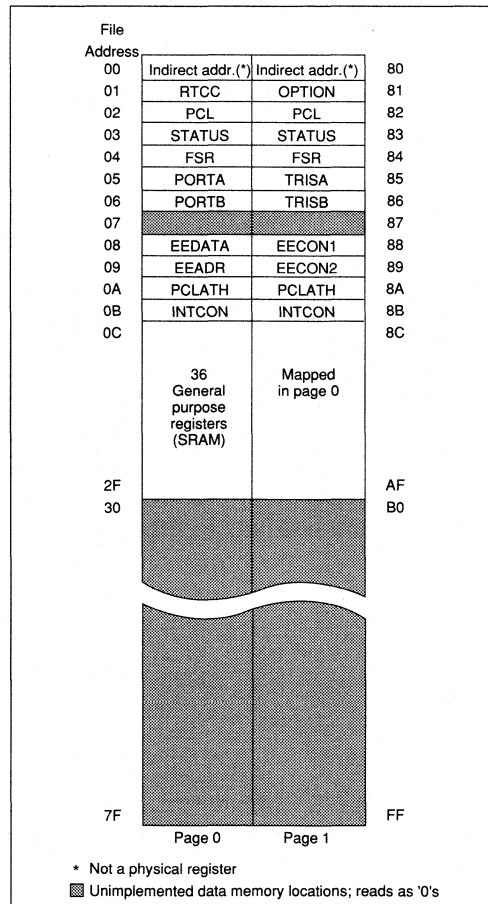 File
Address
00 Indirect addr.(*) Indirect addr.(*) 80
01 RTCC OPTION 81
02 PCL PCL 82
03 STATUS STATUS 83
04 FSR FSR 84
05 PORTA TRISA 85
06 PORTB TRISB 86
07 87
08 EEDATA EECON1 88
09 EEADR EECON2 89
0A PCLATH PCLATH 8A
0B INTCON INTCON 8B
0C 8C
36 Mapped
General in page 0
purpose
registers
(SRAM)
2F AF
30 B0
7F FF
Page 0 Page 1
* Not a physical register
Unimplemented data memory locations; reads as '0's